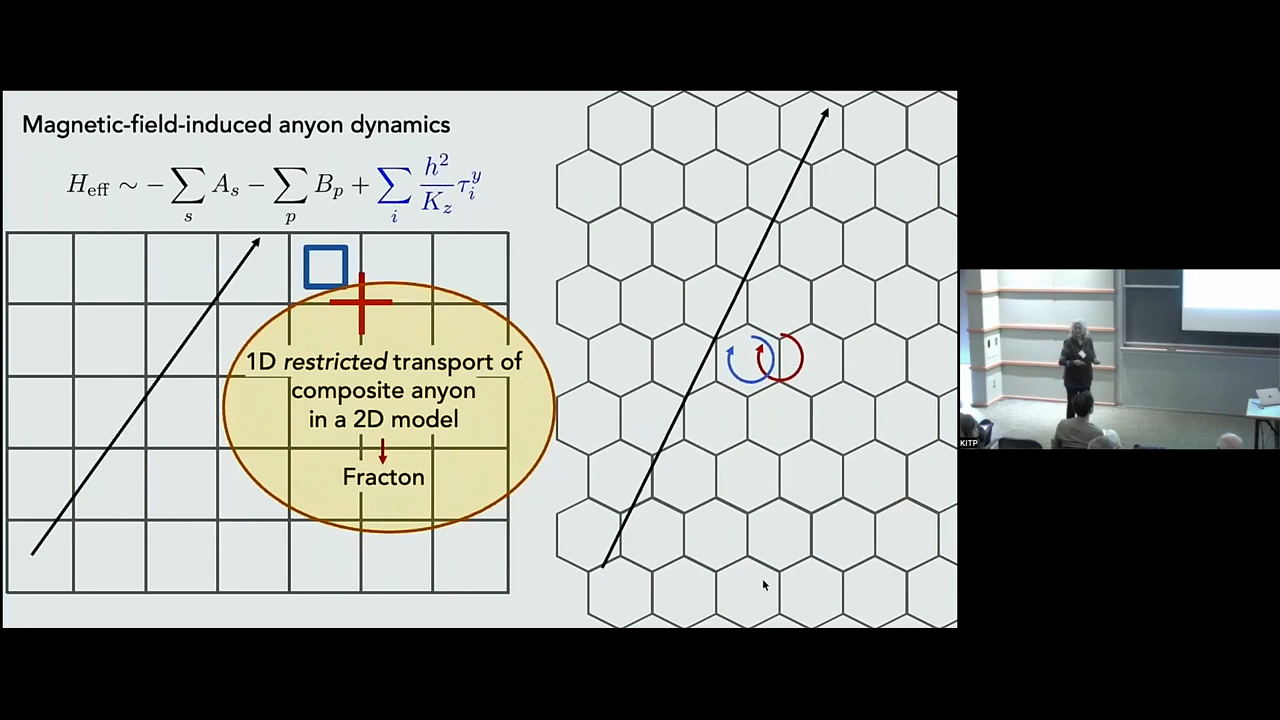 Magnetic-field-induced anyon dynamics
H_eff ∼ − ∑_s A_s − ∑_p B_p + ∑_i h²/K_z τ_i^y
1D restricted transport of
composite anyon
in a 2D model
Fracton
KITP